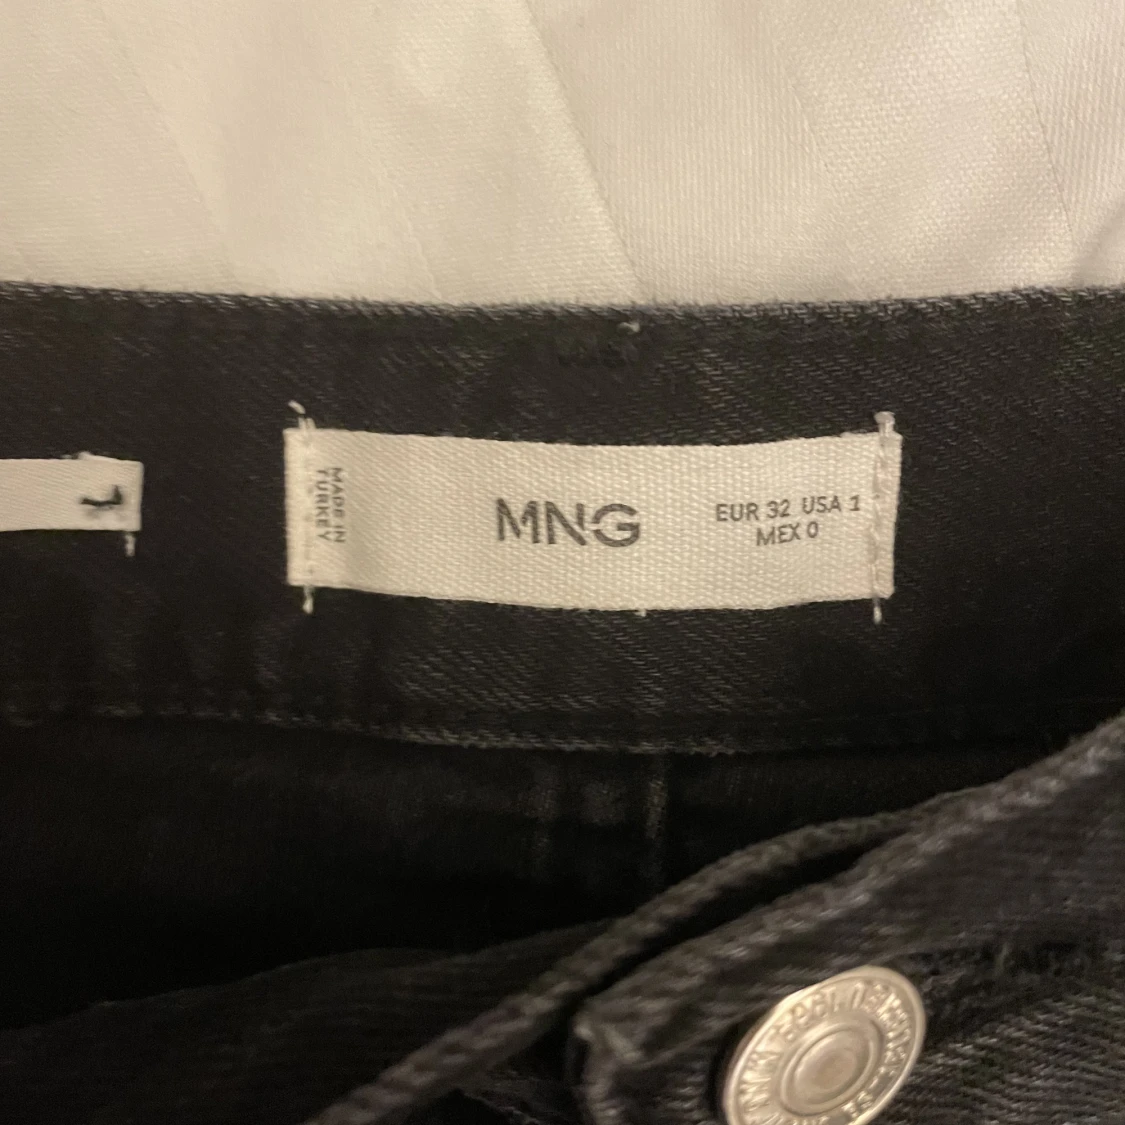 MADE IN
TURKEY
MNG
EUR 32 USA 1
MEX 0